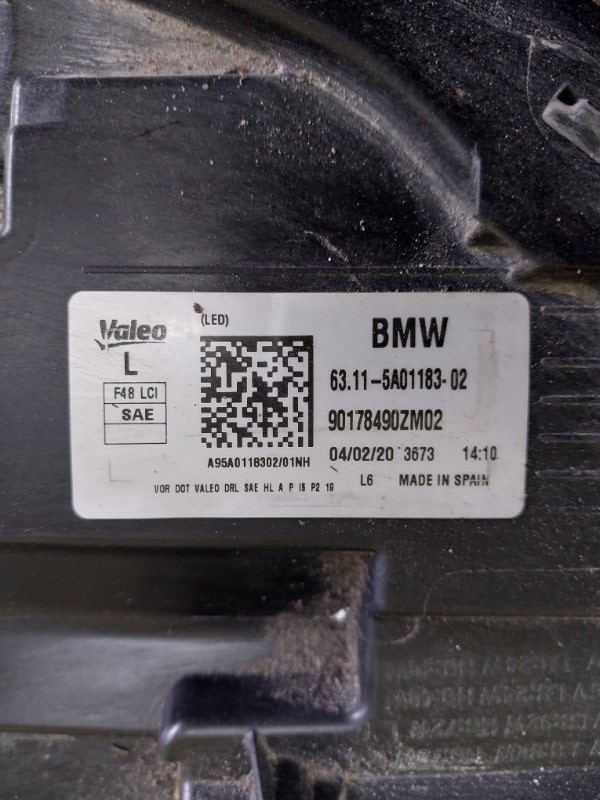 Valeo
(LED)
BMW
L
F48 LCI
SAE
63.11-5A01183-02
90178490ZM02
A95A0118302/01NH
04/02/20 3673 14:10
L6 MADE IN SPAIN
VOR DOT VALEO DRL SAE HL A P I6 P2 19